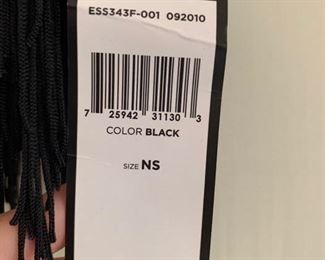 ESS343F-001 092010
7 25942 31130 3
COLOR BLACK
SIZE NS